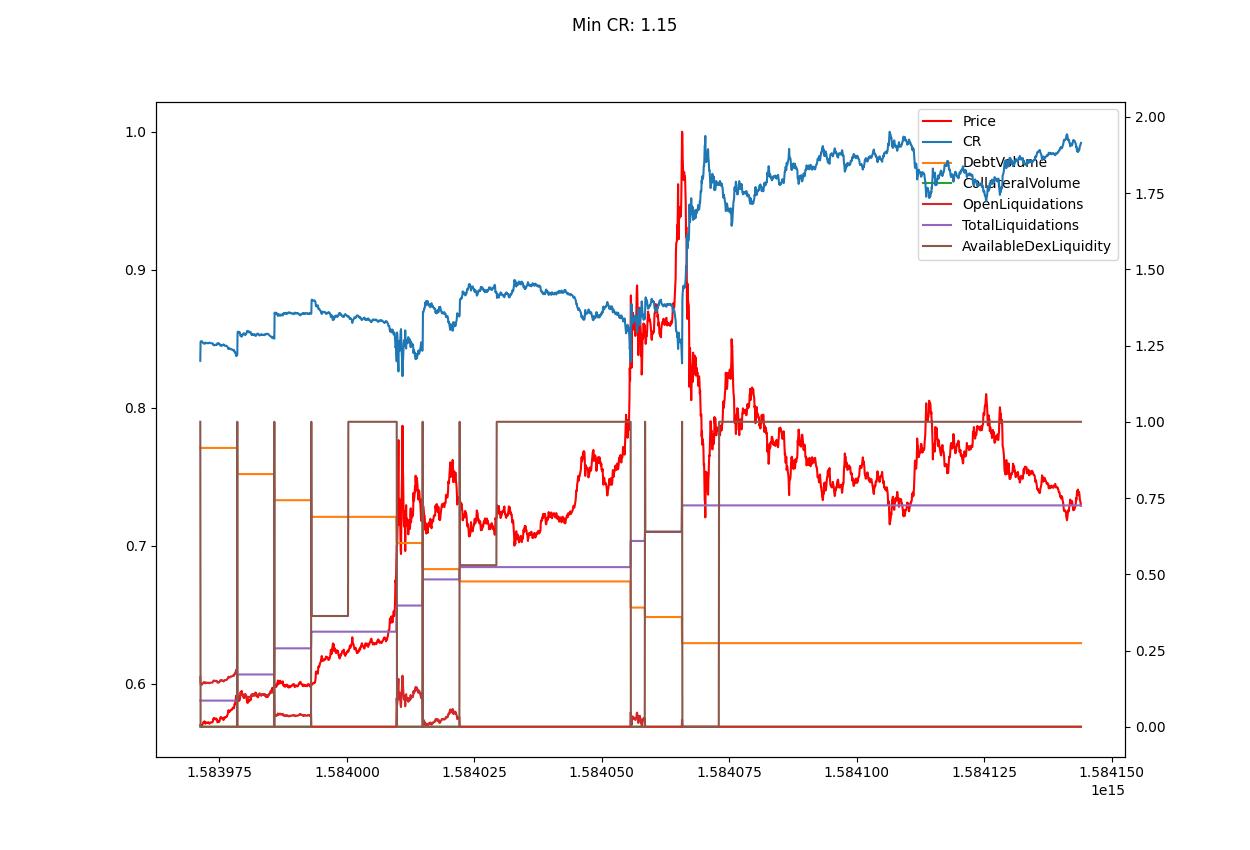 Min CR: 1.15
1.0
0.9
0.8
0.7
0.6
2.00
1.75
1.50
1.25
1.00
0.75
0.50
0.25
0.00
Price
CR
DebtVolume
CollateralVolume
OpenLiquidations
TotalLiquidations
AvailableDexLiquidity
1.583975 1.584000 1.584025 1.584050 1.584075 1.584100 1.584125 1.584150
1e15